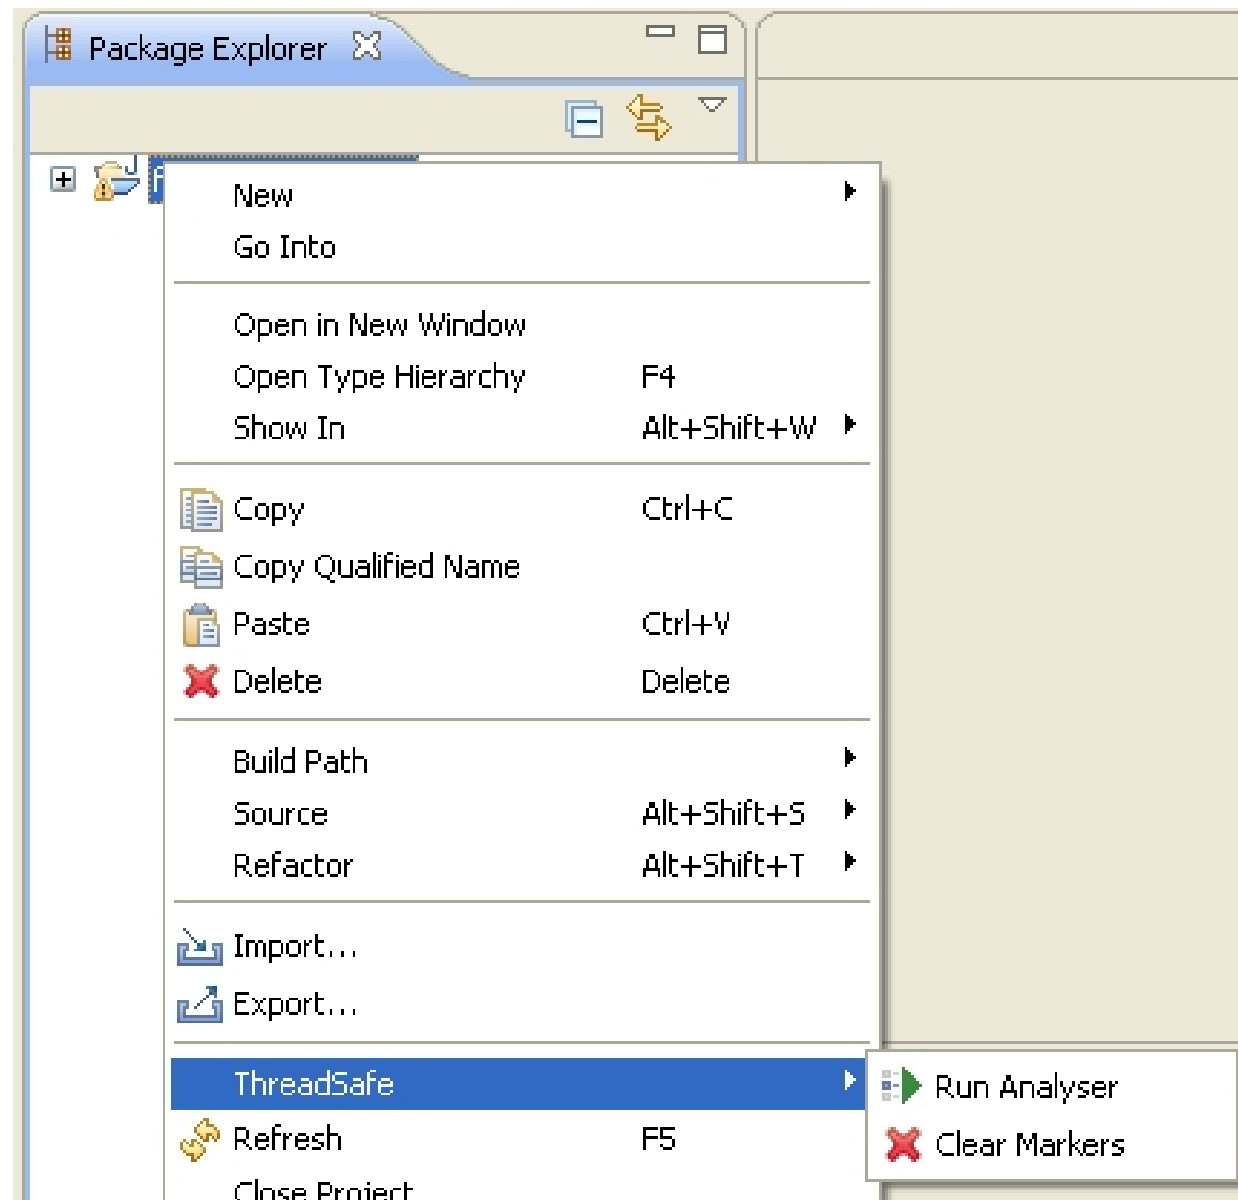 Package Explorer
New
Go Into
Open in New Window
Open Type Hierarchy F4
Show In Alt+Shift+W
Copy Ctrl+C
Copy Qualified Name
Paste Ctrl+V
Delete Delete
Build Path
Source Alt+Shift+S
Refactor Alt+Shift+T
Import...
Export...
ThreadSafe
Run Analyser
Refresh F5
Clear Markers
Close Project